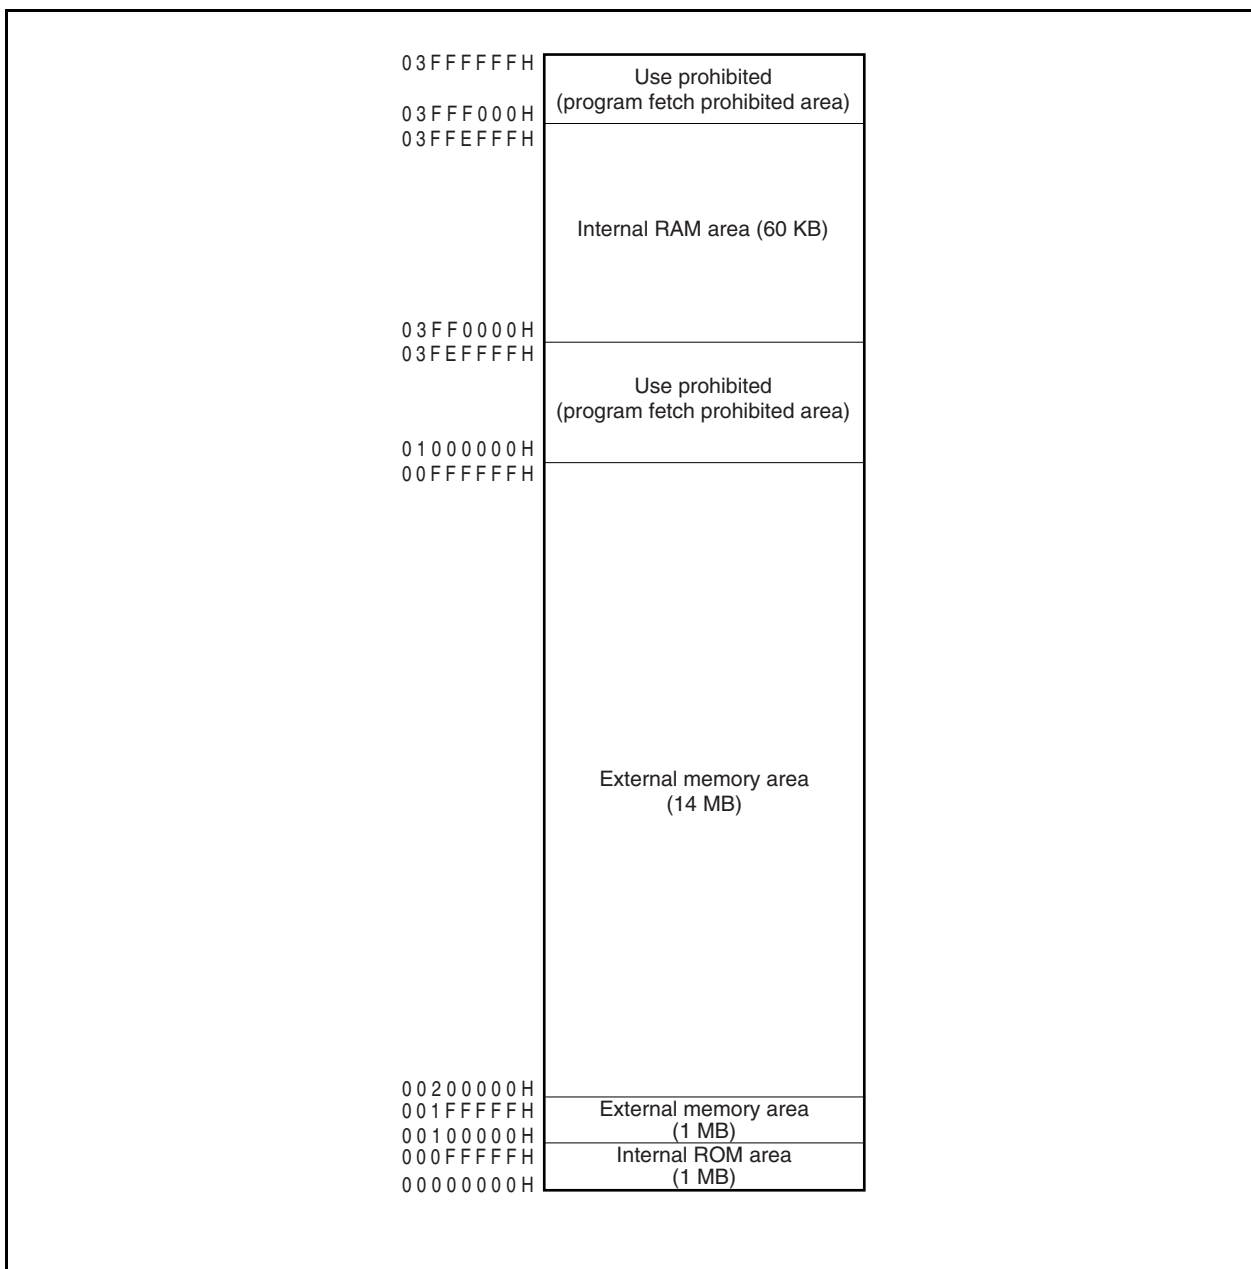 03FFFFFFH
Use prohibited
(program fetch prohibited area)
03FFF000H
03FFEFFFH
Internal RAM area (60 KB)
03FF0000H
03FEFFFFH
Use prohibited
(program fetch prohibited area)
01000000H
00FFFFFFH
External memory area
(14 MB)
00200000H
001FFFFFH
External memory area
(1 MB)
00100000H
000FFFFFH
Internal ROM area
(1 MB)
00000000H